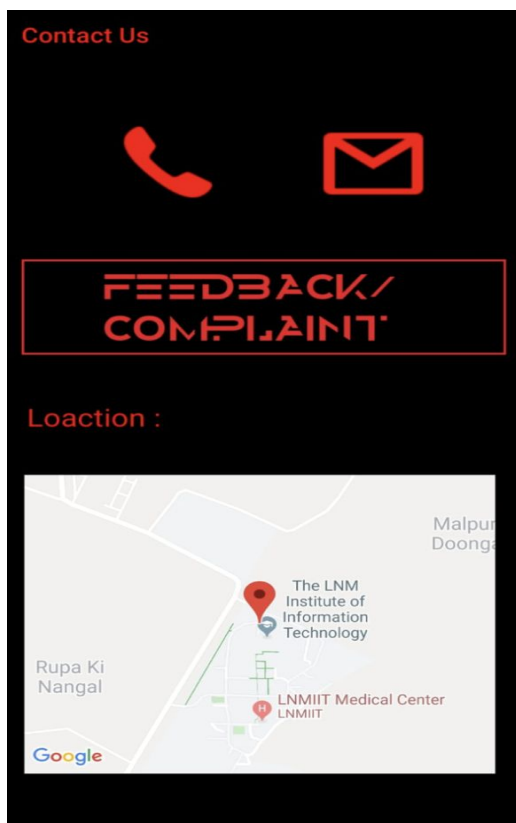 Contact Us
FEEDBACK/
COMPLAINT
Loaction :
Malpur
Doonga
The LNM
Institute of
Information
Technology
Rupa Ki
Nangal
H
LNMIIT Medical Center
LNMIIT
Google